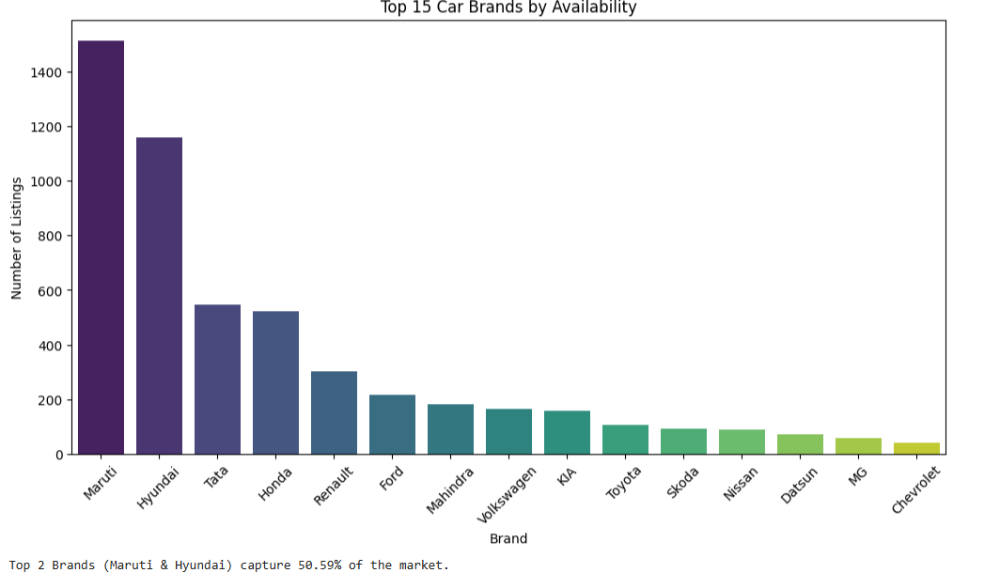 Top 15 Car Brands by Availability
Number of Listings
1400
1200
1000
800
600
400
200
0
Maruti
Hyundai
Tata
Honda
Renault
Ford
Mahindra
Volkswagen
KIA
Toyota
Skoda
Nissan
Datsun
MG
Chevrolet
Brand
Top 2 Brands (Maruti & Hyundai) capture 50.59% of the market.